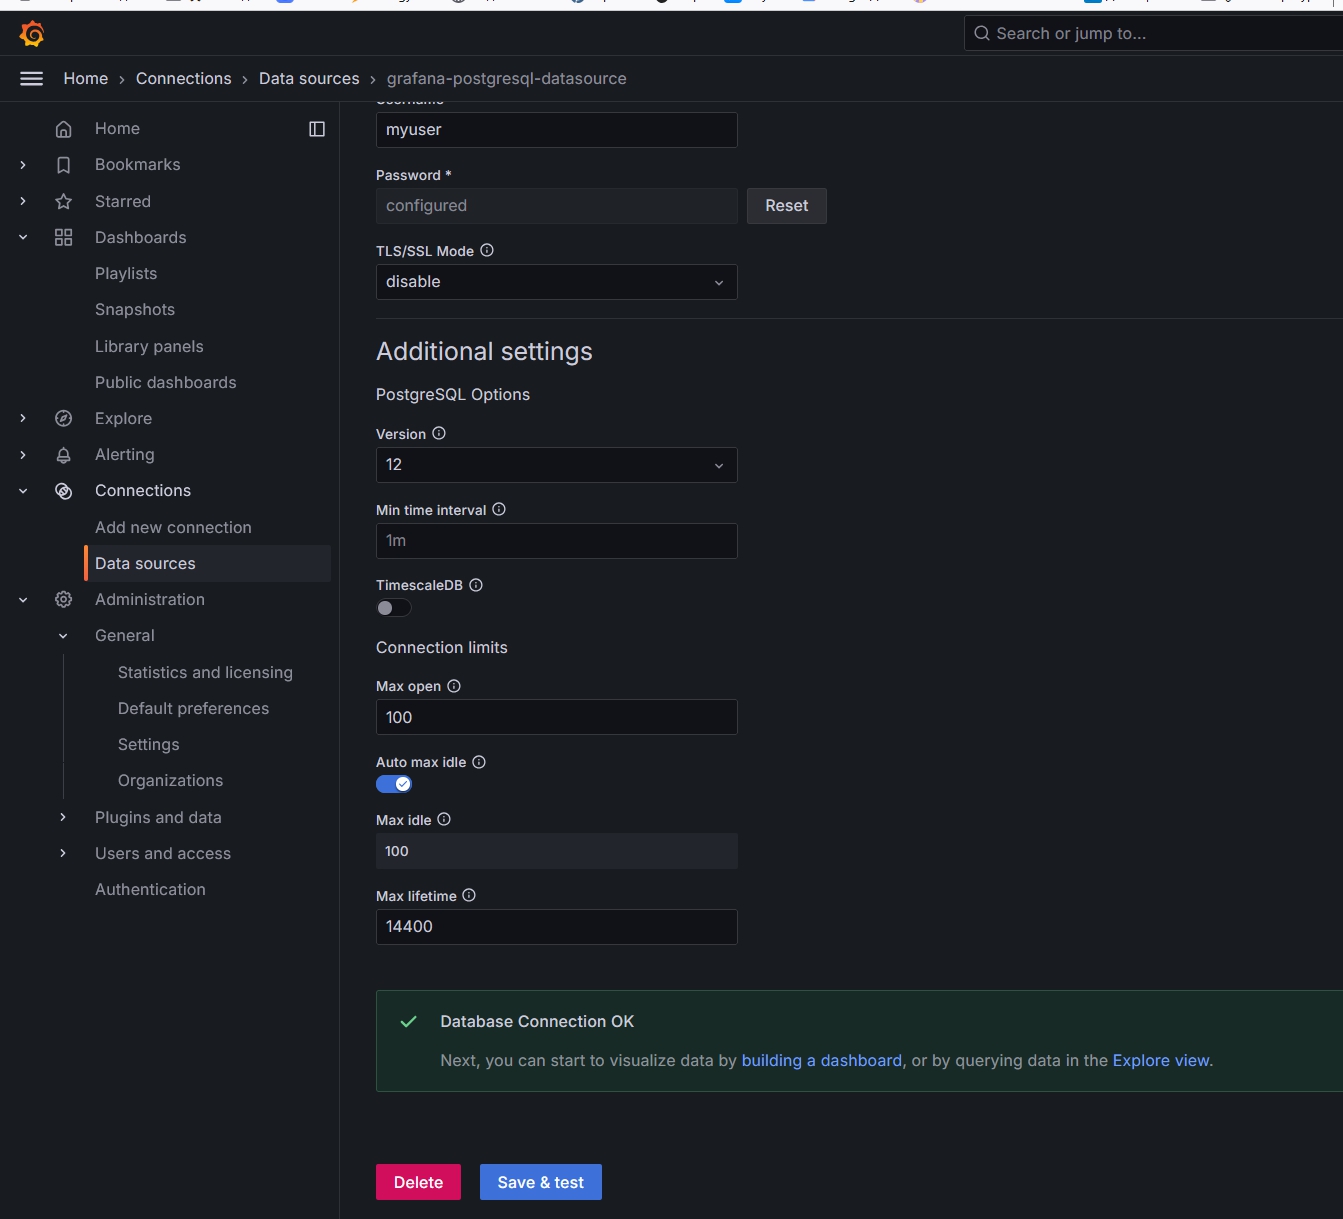 Search or jump to...
Home › Connections › Data sources › grafana-postgresql-datasource
Home
Bookmarks
Starred
Dashboards
Playlists
Snapshots
Library panels
Public dashboards
Explore
Alerting
Connections
Add new connection
Data sources
Administration
General
Statistics and licensing
Default preferences
Settings
Organizations
Plugins and data
Users and access
Authentication
Username
myuser
Password *
configured
Reset
TLS/SSL Mode
disable
Additional settings
PostgreSQL Options
Version
12
Min time interval
1m
TimescaleDB
Connection limits
Max open
100
Auto max idle
Max idle
100
Max lifetime
14400
Database Connection OK
Next, you can start to visualize data by building a dashboard, or by querying data in the Explore view.
Delete
Save & test